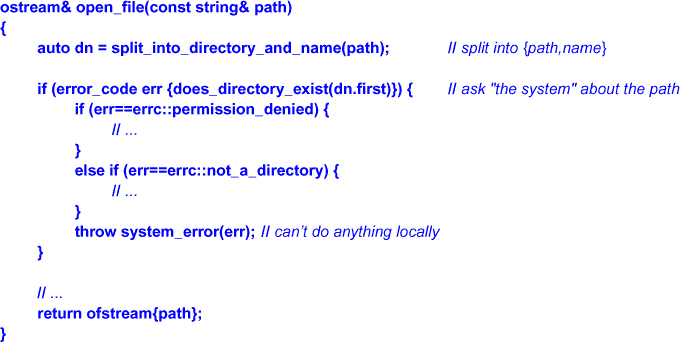 ostream& open_file(const string& path)
{
auto dn = split_into_directory_and_name(path); // split into {path,name}
if (error_code err {does_directory_exist(dn.first)}) { // ask "the system" about the path
if (err==errc::permission_denied) {
// ...
}
else if (err==errc::not_a_directory) {
// ...
}
throw system_error(err); // can’t do anything locally
}
// ...
return ofstream{path};
}